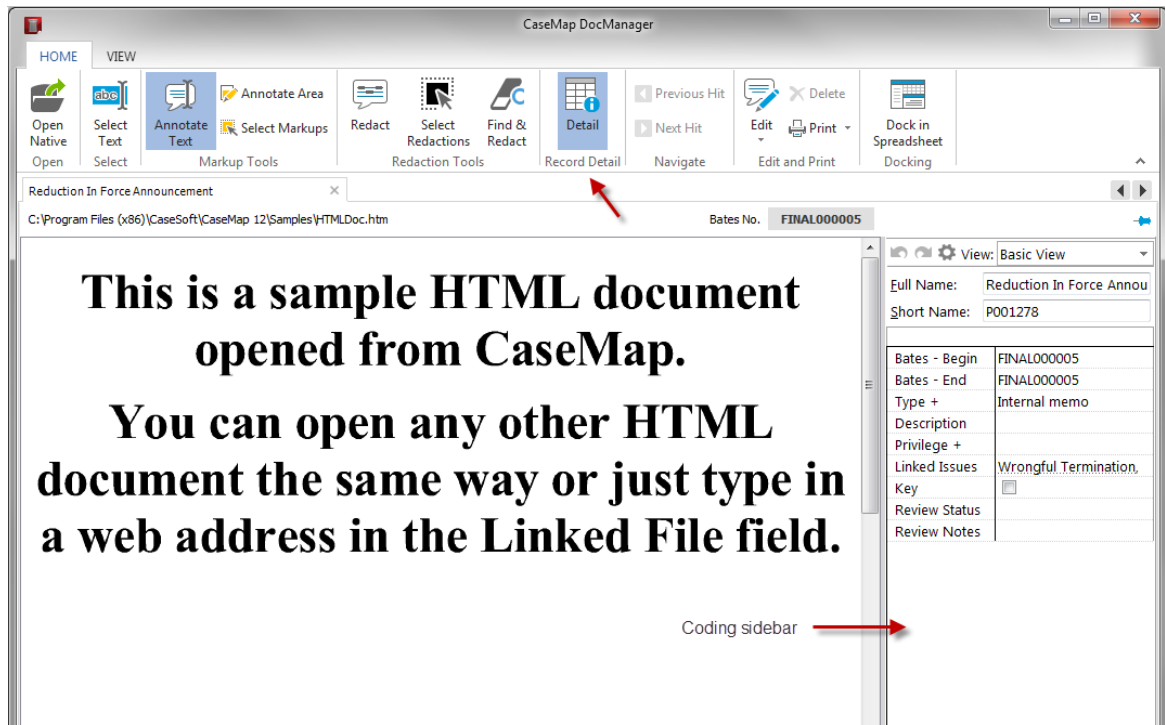 CaseMap DocManager
HOME VIEW
Open Native
Select Text
Annotate Text
Annotate Area
Select Markups
Redact
Select Redactions
Find & Redact
Detail
Previous Hit
Next Hit
Edit
Delete
Print
Dock in Spreadsheet
Open Select Markup Tools Redaction Tools Record Detail Navigate Edit and Print Docking
Reduction In Force Announcement
C:\Program Files (x86)\CaseSoft\CaseMap 12\Samples\HTMLDoc.htm Bates No. FINAL000005
This is a sample HTML document
opened from CaseMap.
You can open any other HTML
document the same way or just type in
a web address in the Linked File field.
Coding sidebar
View: Basic View
Full Name: Reduction In Force Annou
Short Name: P001278
Bates - Begin FINAL000005
Bates - End FINAL000005
Type + Internal memo
Description
Privilege +
Linked Issues Wrongful Termination,
Key
Review Status
Review Notes